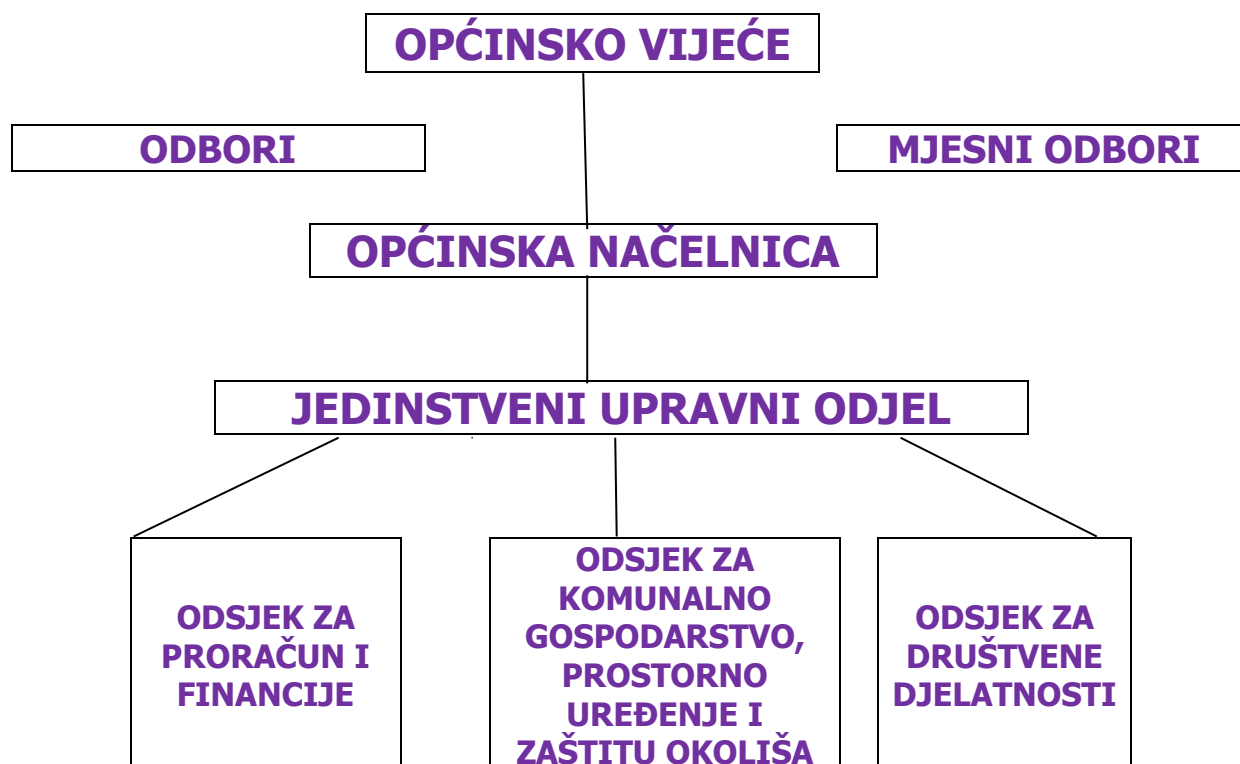 OPĆINSKO VIJEĆE
ODBORI
MJESNI ODBORI
OPĆINSKA NAČELNICA
JEDINSTVENI UPRAVNI ODJEL
ODSJEK ZA
PRORAČUN I
FINANCIJE
ODSJEK ZA
KOMUNALNO
GOSPODARSTVO,
PROSTORNO
UREĐENJE I
ZAŠTITU OKOLIŠA
ODSJEK ZA
DRUŠTVENE
DJELATNOSTI